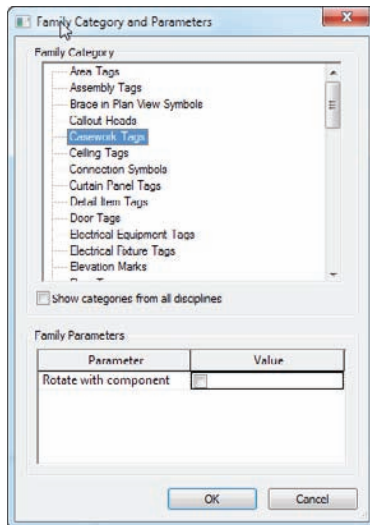 Family Category and Parameters
Family Category
Area Tags
Assembly Tags
Brace in Plan View Symbols
Callout Heads
Casework Tags
Ceiling Tags
Connection Symbols
Curtain Panel Tags
Detail Item Tags
Door Tags
Electrical Equipment Tags
Electrical Fixture Tags
Elevation Marks
Show categories from all disciplines
Family Parameters
Parameter Value
Rotate with component
OK Cancel